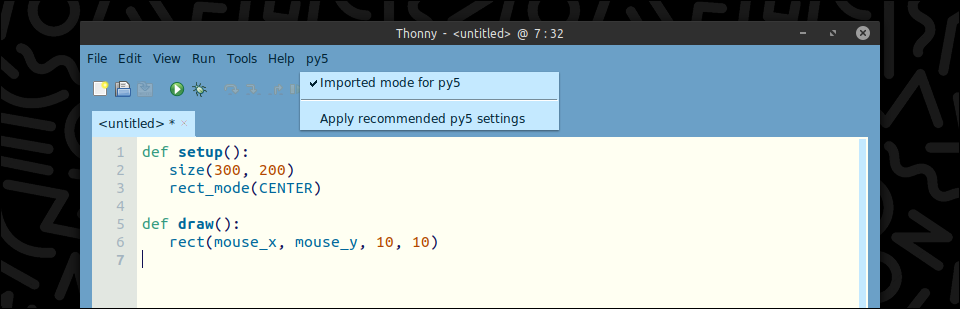 Thonny - <untitled> @ 7:32
File Edit View Run Tools Help py5
Imported mode for py5
Apply recommended py5 settings
<untitled> *
1 def setup():
2 size(300, 200)
3 rect_mode(CENTER)
4
5 def draw():
6 rect(mouse_x, mouse_y, 10, 10)
7